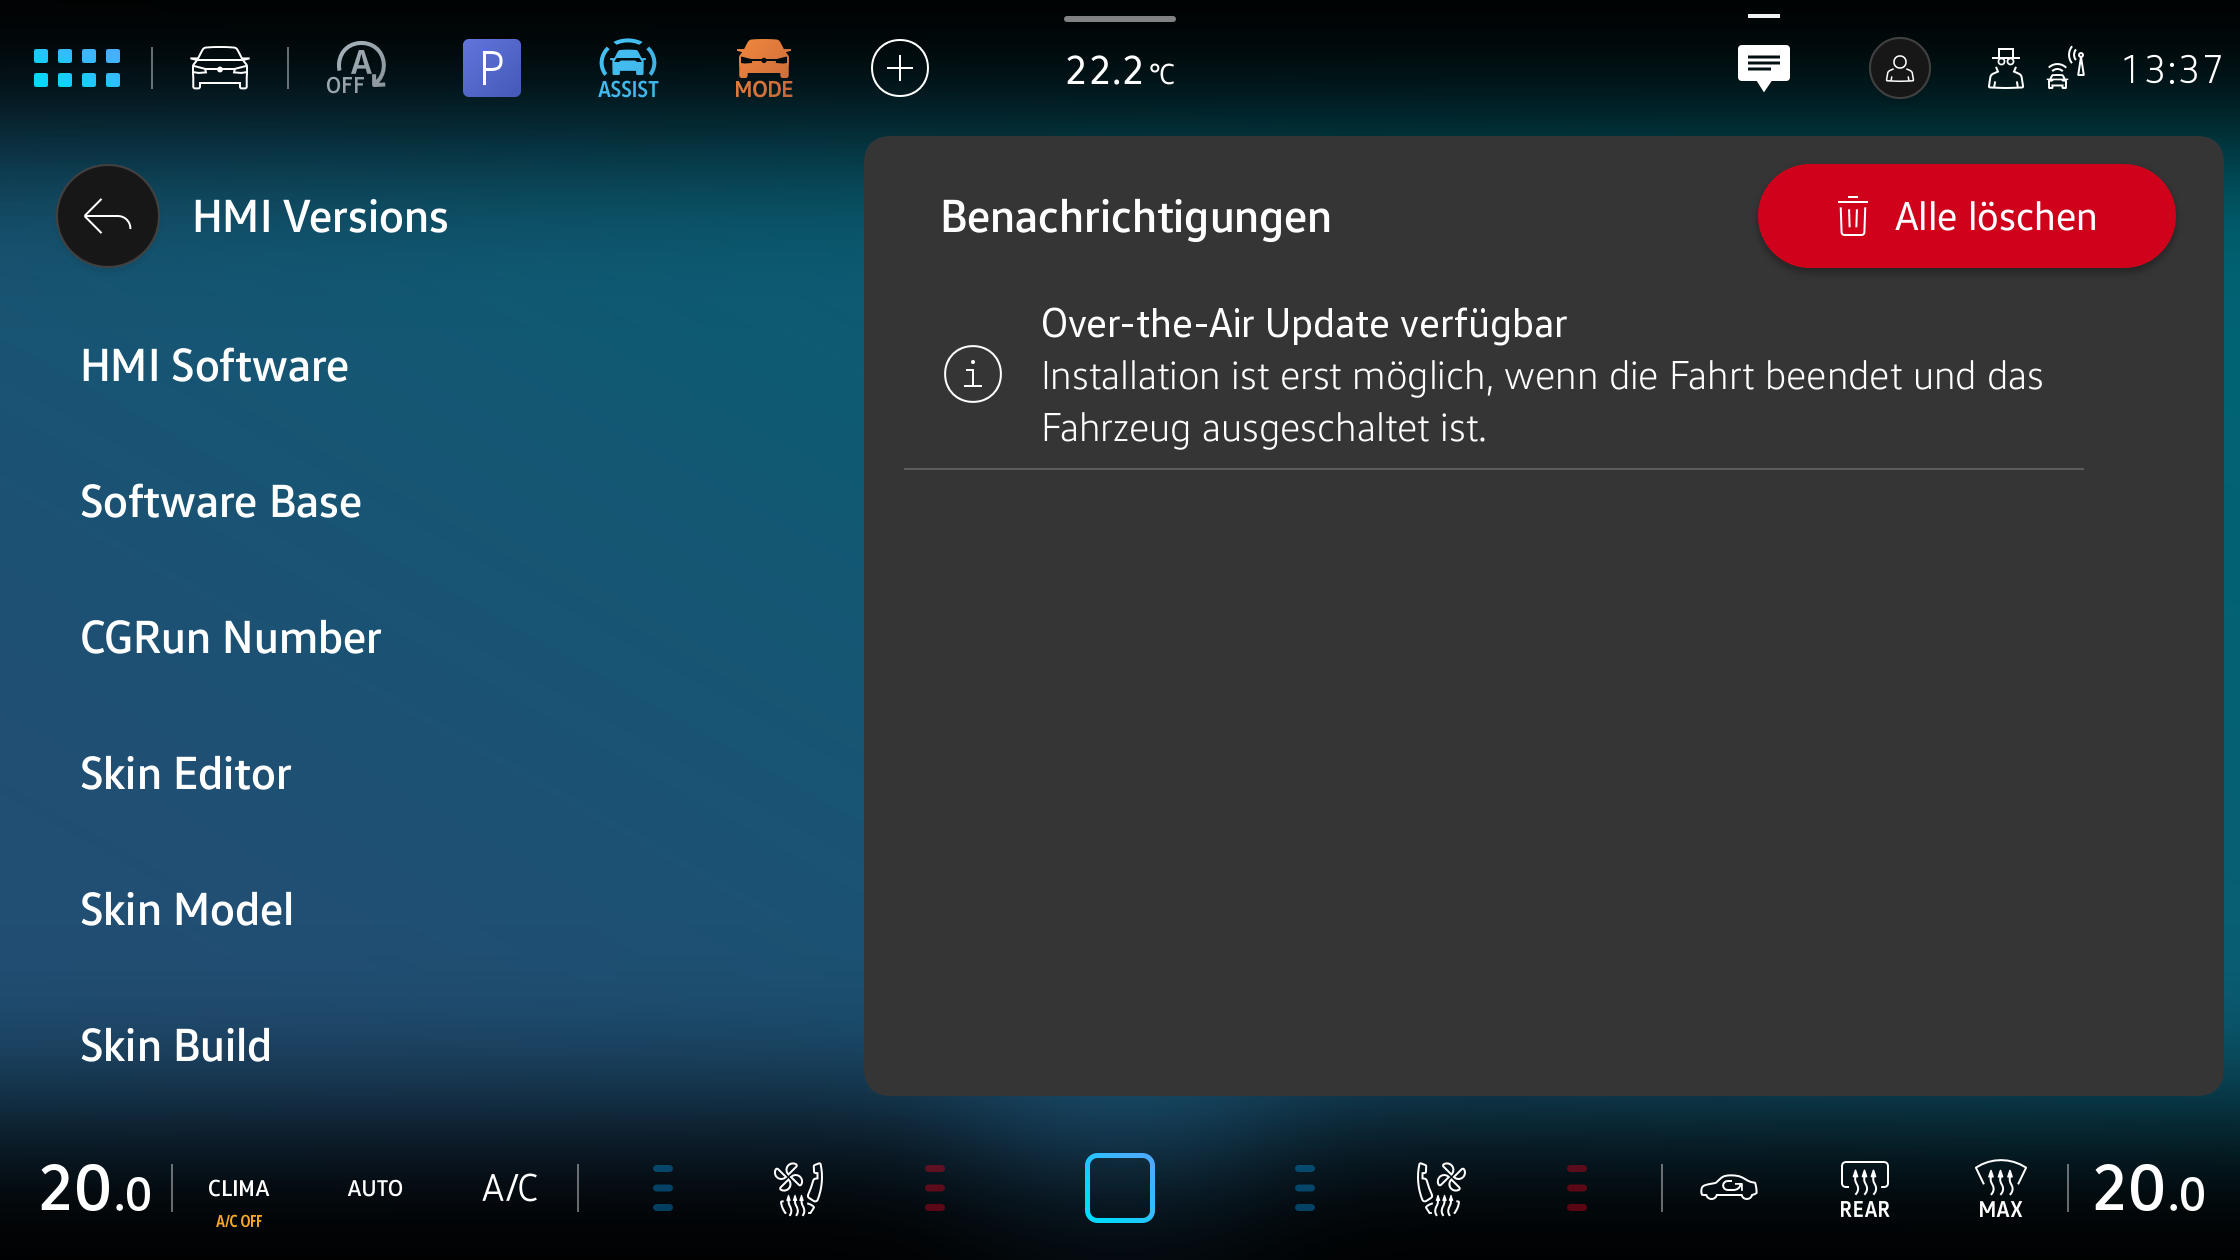 A
OFF
P
ASSIST
MODE
22.2 °C
13:37
HMI Versions
HMI Software
Software Base
CGRun Number
Skin Editor
Skin Model
Skin Build
Benachrichtigungen
Alle löschen
Over-the-Air Update verfügbar
Installation ist erst möglich, wenn die Fahrt beendet und das
Fahrzeug ausgeschaltet ist.
20.0
CLIMA
A/C OFF
AUTO
A/C
REAR
MAX
20.0